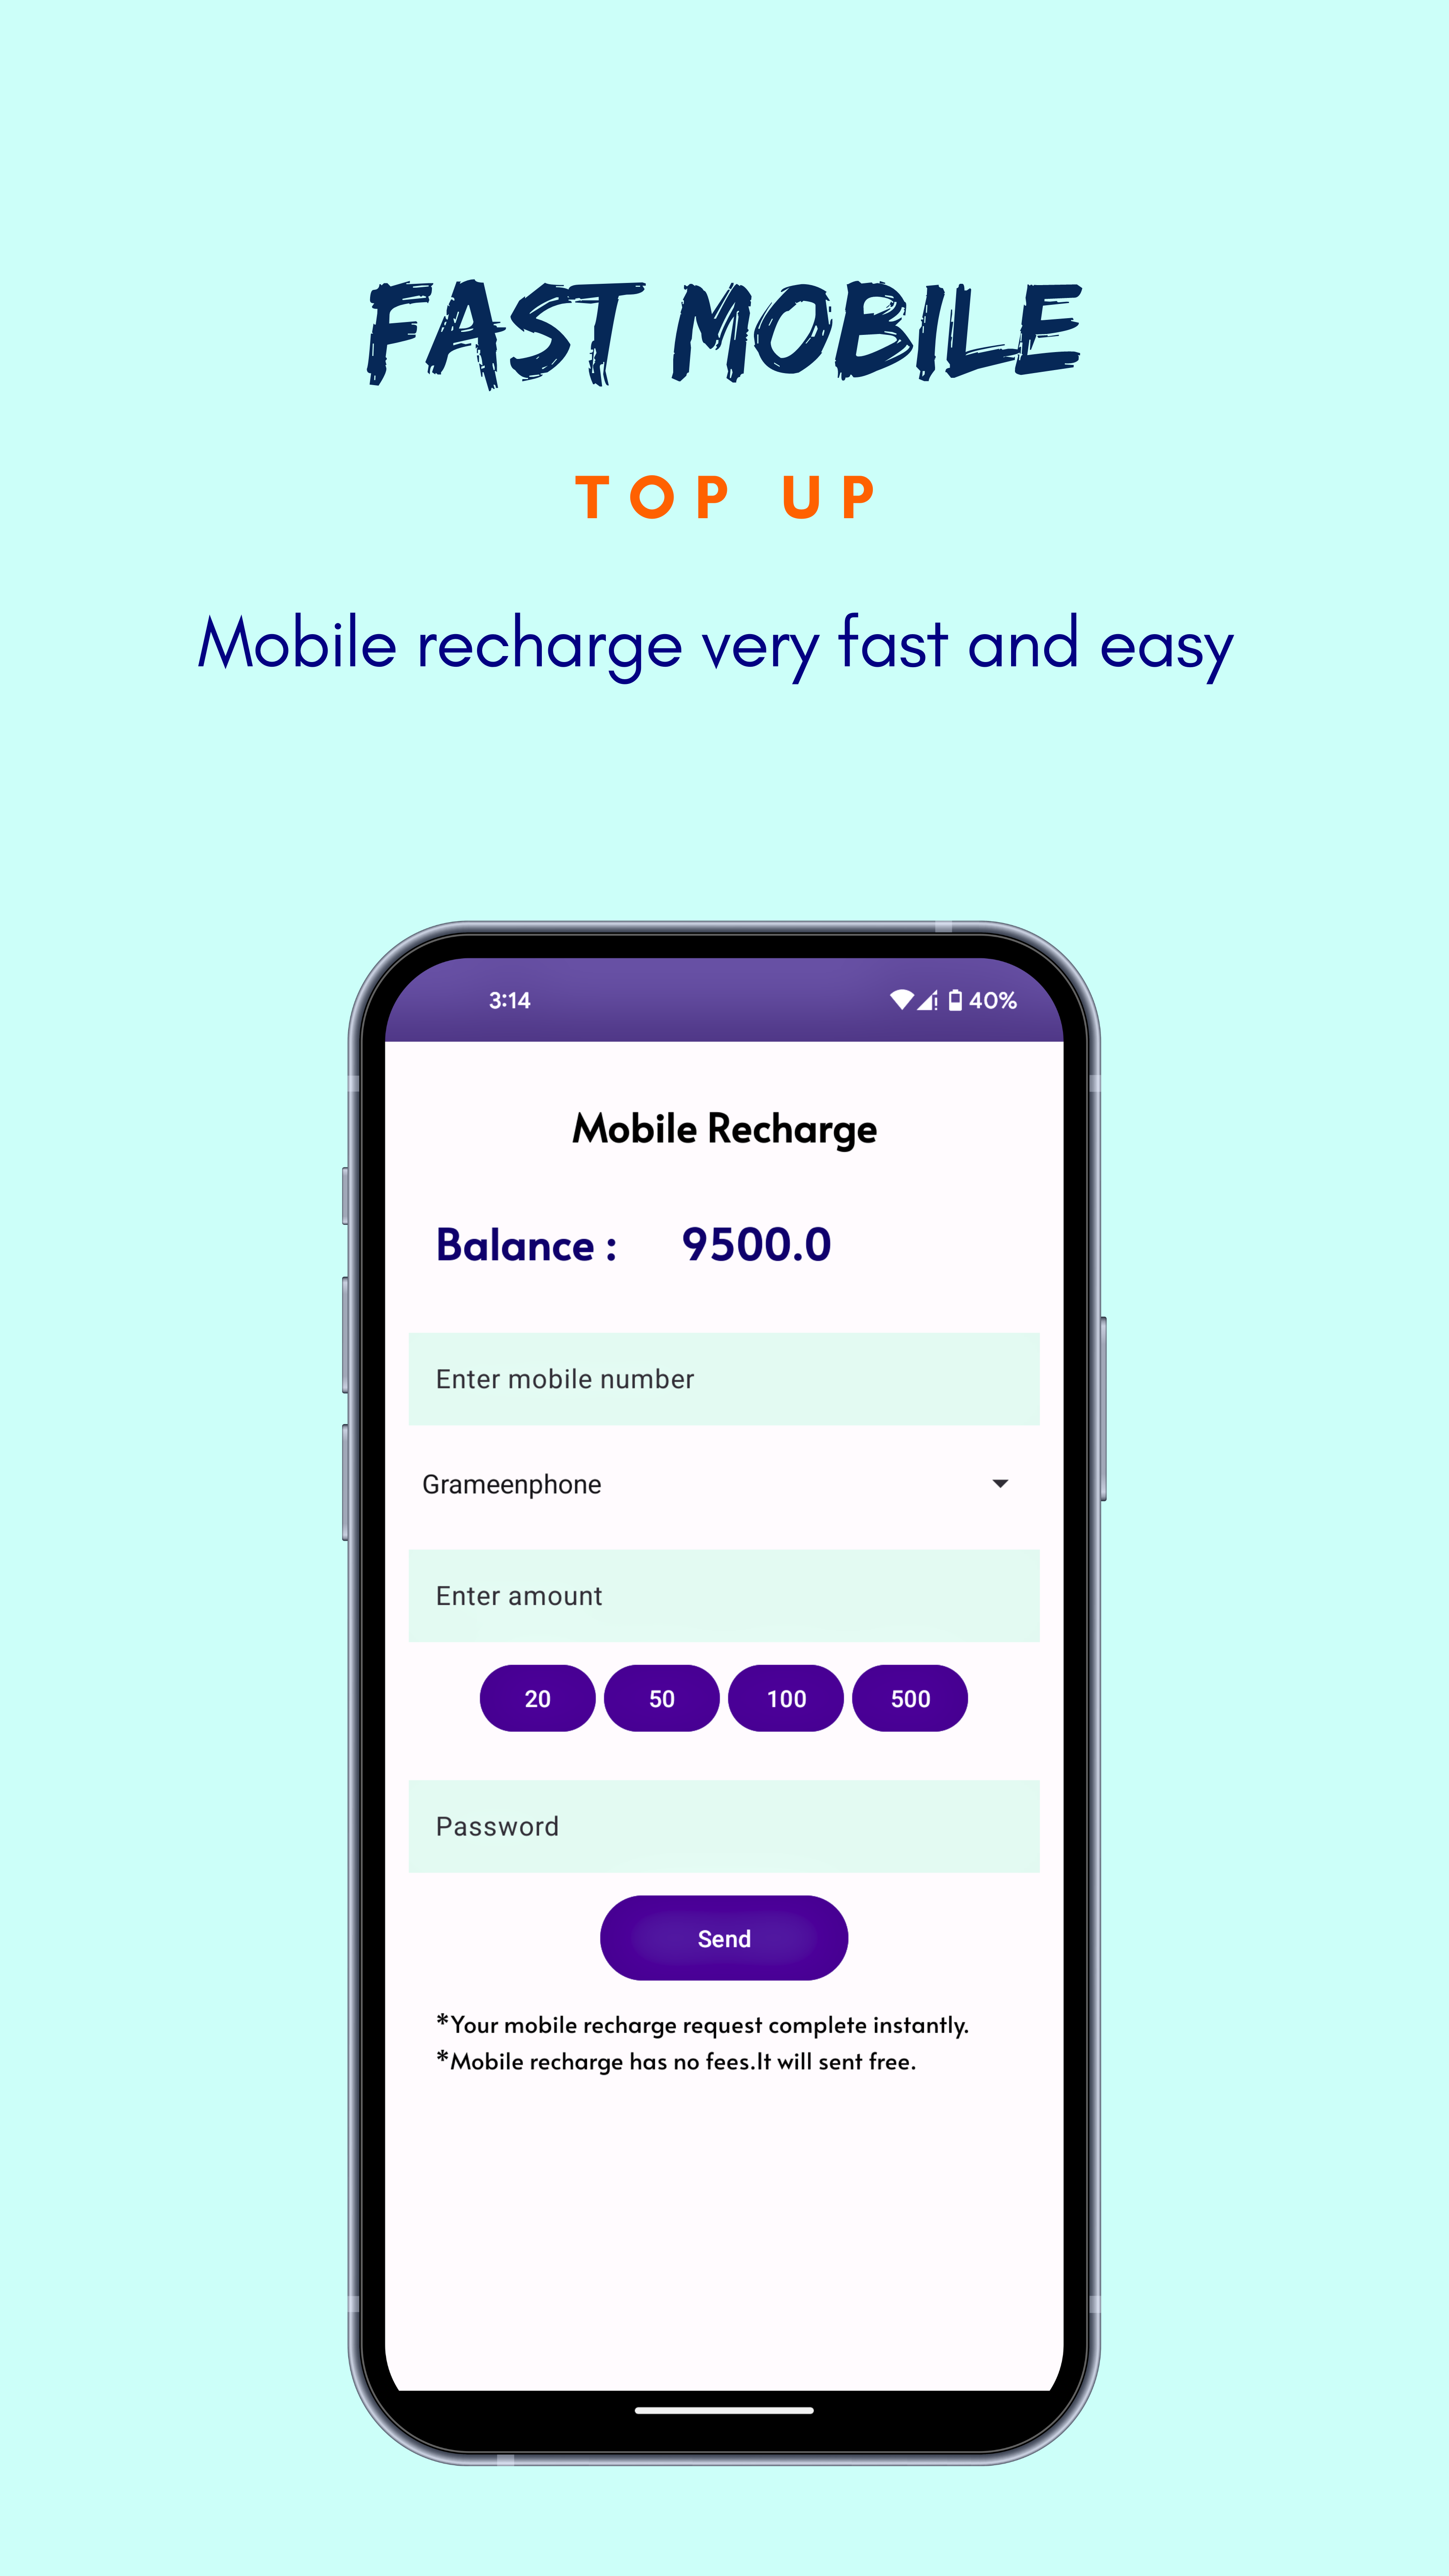 FAST MOBILE
TOP UP
Mobile recharge very fast and easy
3:14 40%
Mobile Recharge
Balance : 9500.0
Enter mobile number
Grameenphone
Enter amount
20 50 100 500
Password
Send
*Your mobile recharge request complete instantly.
*Mobile recharge has no fees.It will sent free.